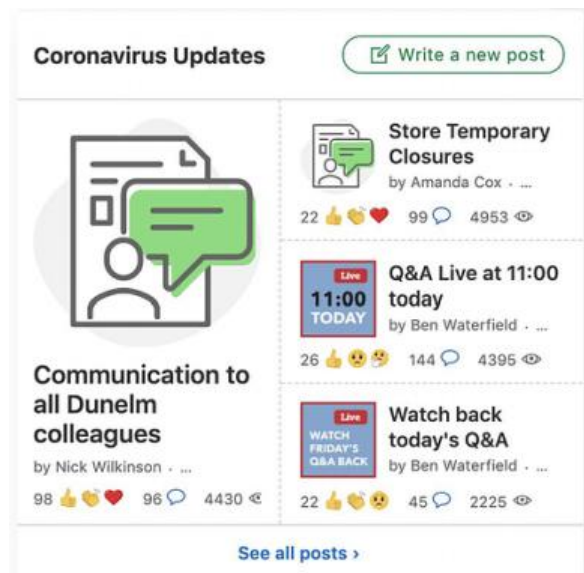 Coronavirus Updates
Write a new post
Communication to
all Dunelm
colleagues
by Nick Wilkinson · ...
98 96 4430
Store Temporary
Closures
by Amanda Cox · ...
22 99 4953
Live
11:00
TODAY
Q&A Live at 11:00
today
by Ben Waterfield · ...
26 144 4395
Live
WATCH
FRIDAY'S
Q&A BACK
Watch back
today's Q&A
by Ben Waterfield · ...
22 45 2225
See all posts ›